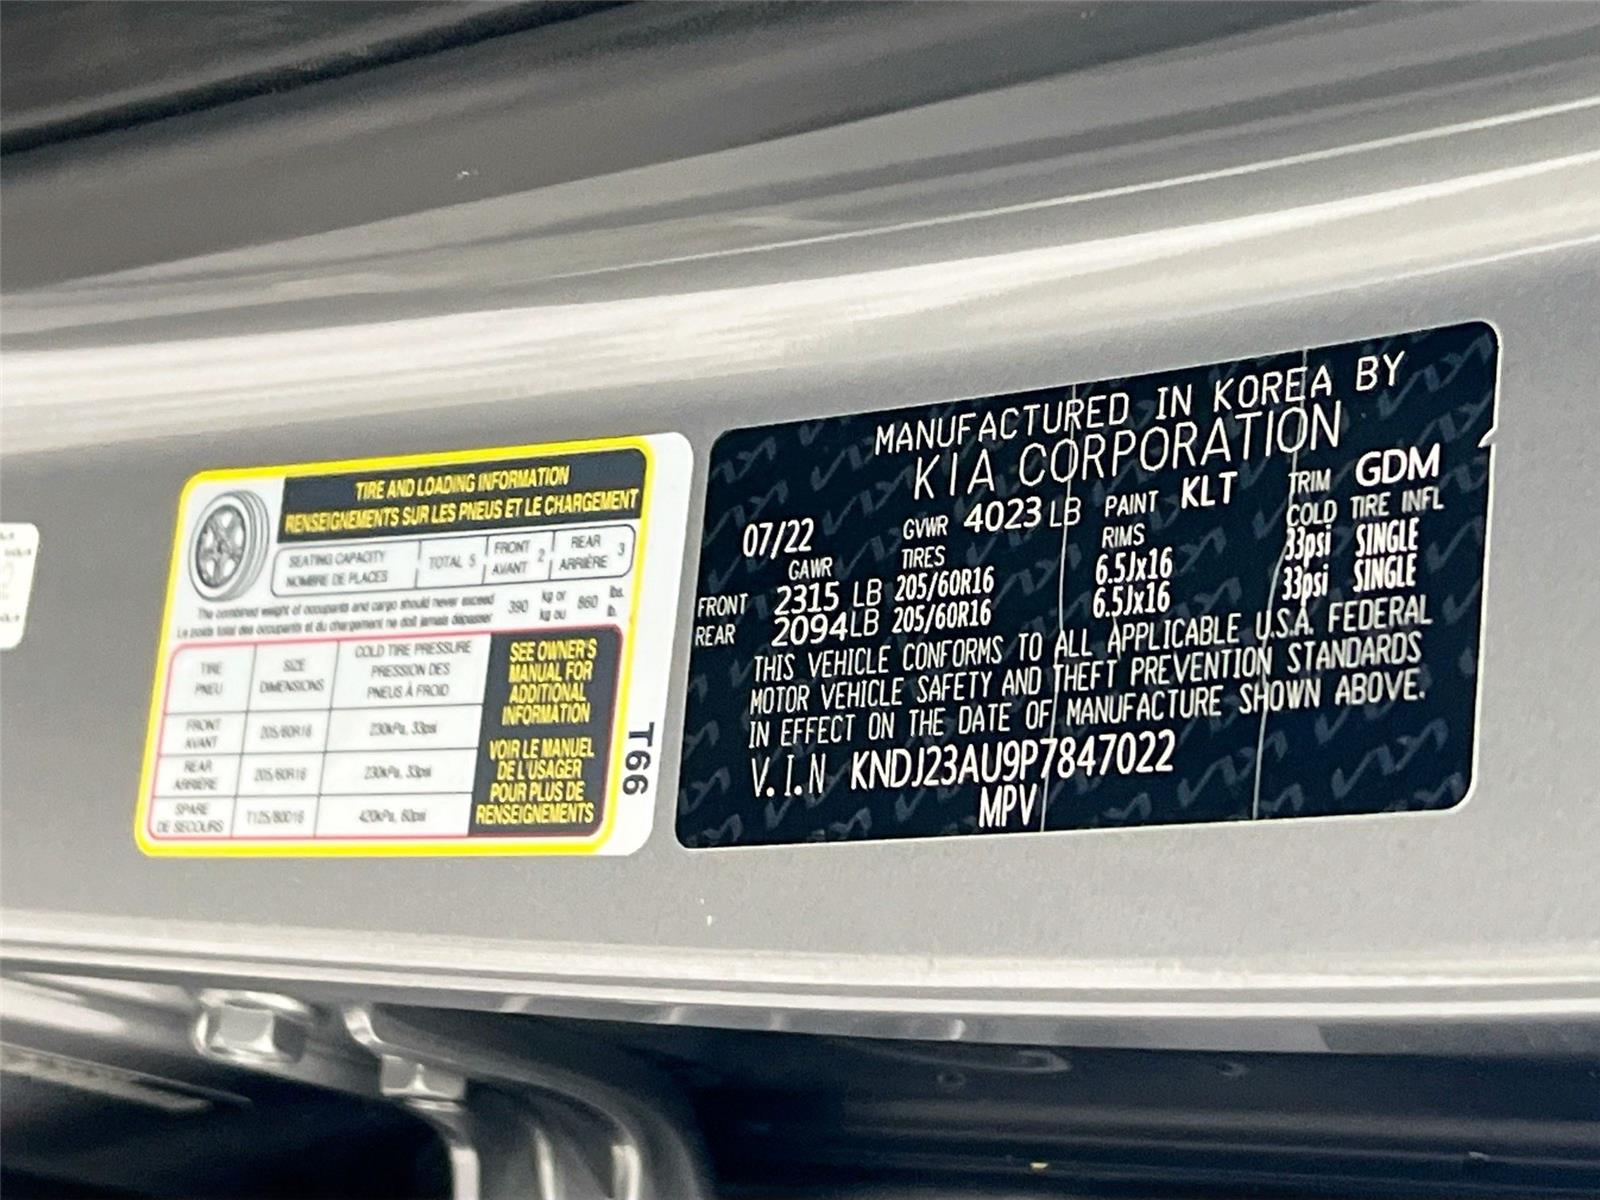 TIRE AND LOADING INFORMATION
RENSEIGNEMENTS SUR LES PNEUS ET LE CHARGEMENT
SEATING CAPACITY
NOMBRE DE PLACES
TOTAL 5
FRONT
AVANT 2
REAR
ARRIÈRE 3
The combined weight of occupants and cargo should never exceed 390 kg or 860 lbs.
Le poids total des occupants et du chargement ne doit jamais dépasser kg ou lb.
TIRE
PNEU
SIZE
DIMENSIONS
COLD TIRE PRESSURE
PRESSION DES
PNEUS À FROID
FRONT
AVANT
205/60R16
230kPa, 33psi
REAR
ARRIÈRE
205/60R16
230kPa, 33psi
SPARE
DE SECOURS
T125/80D16
420kPa, 60psi
SEE OWNER'S
MANUAL FOR
ADDITIONAL
INFORMATION
VOIR LE MANUEL
DE L'USAGER
POUR PLUS DE
RENSEIGNEMENTS
T66
MANUFACTURED IN KOREA BY
KIA CORPORATION
07/22 GVWR 4023 LB PAINT KLT TRIM GDM
GAWR TIRES RIMS COLD TIRE INFL
FRONT 2315 LB 205/60R16 6.5Jx16 33psi SINGLE
REAR 2094LB 205/60R16 6.5Jx16 33psi SINGLE
THIS VEHICLE CONFORMS TO ALL APPLICABLE U.S.A. FEDERAL
MOTOR VEHICLE SAFETY AND THEFT PREVENTION STANDARDS
IN EFFECT ON THE DATE OF MANUFACTURE SHOWN ABOVE.
V.I.N KNDJ23AU9P7847022
MPV